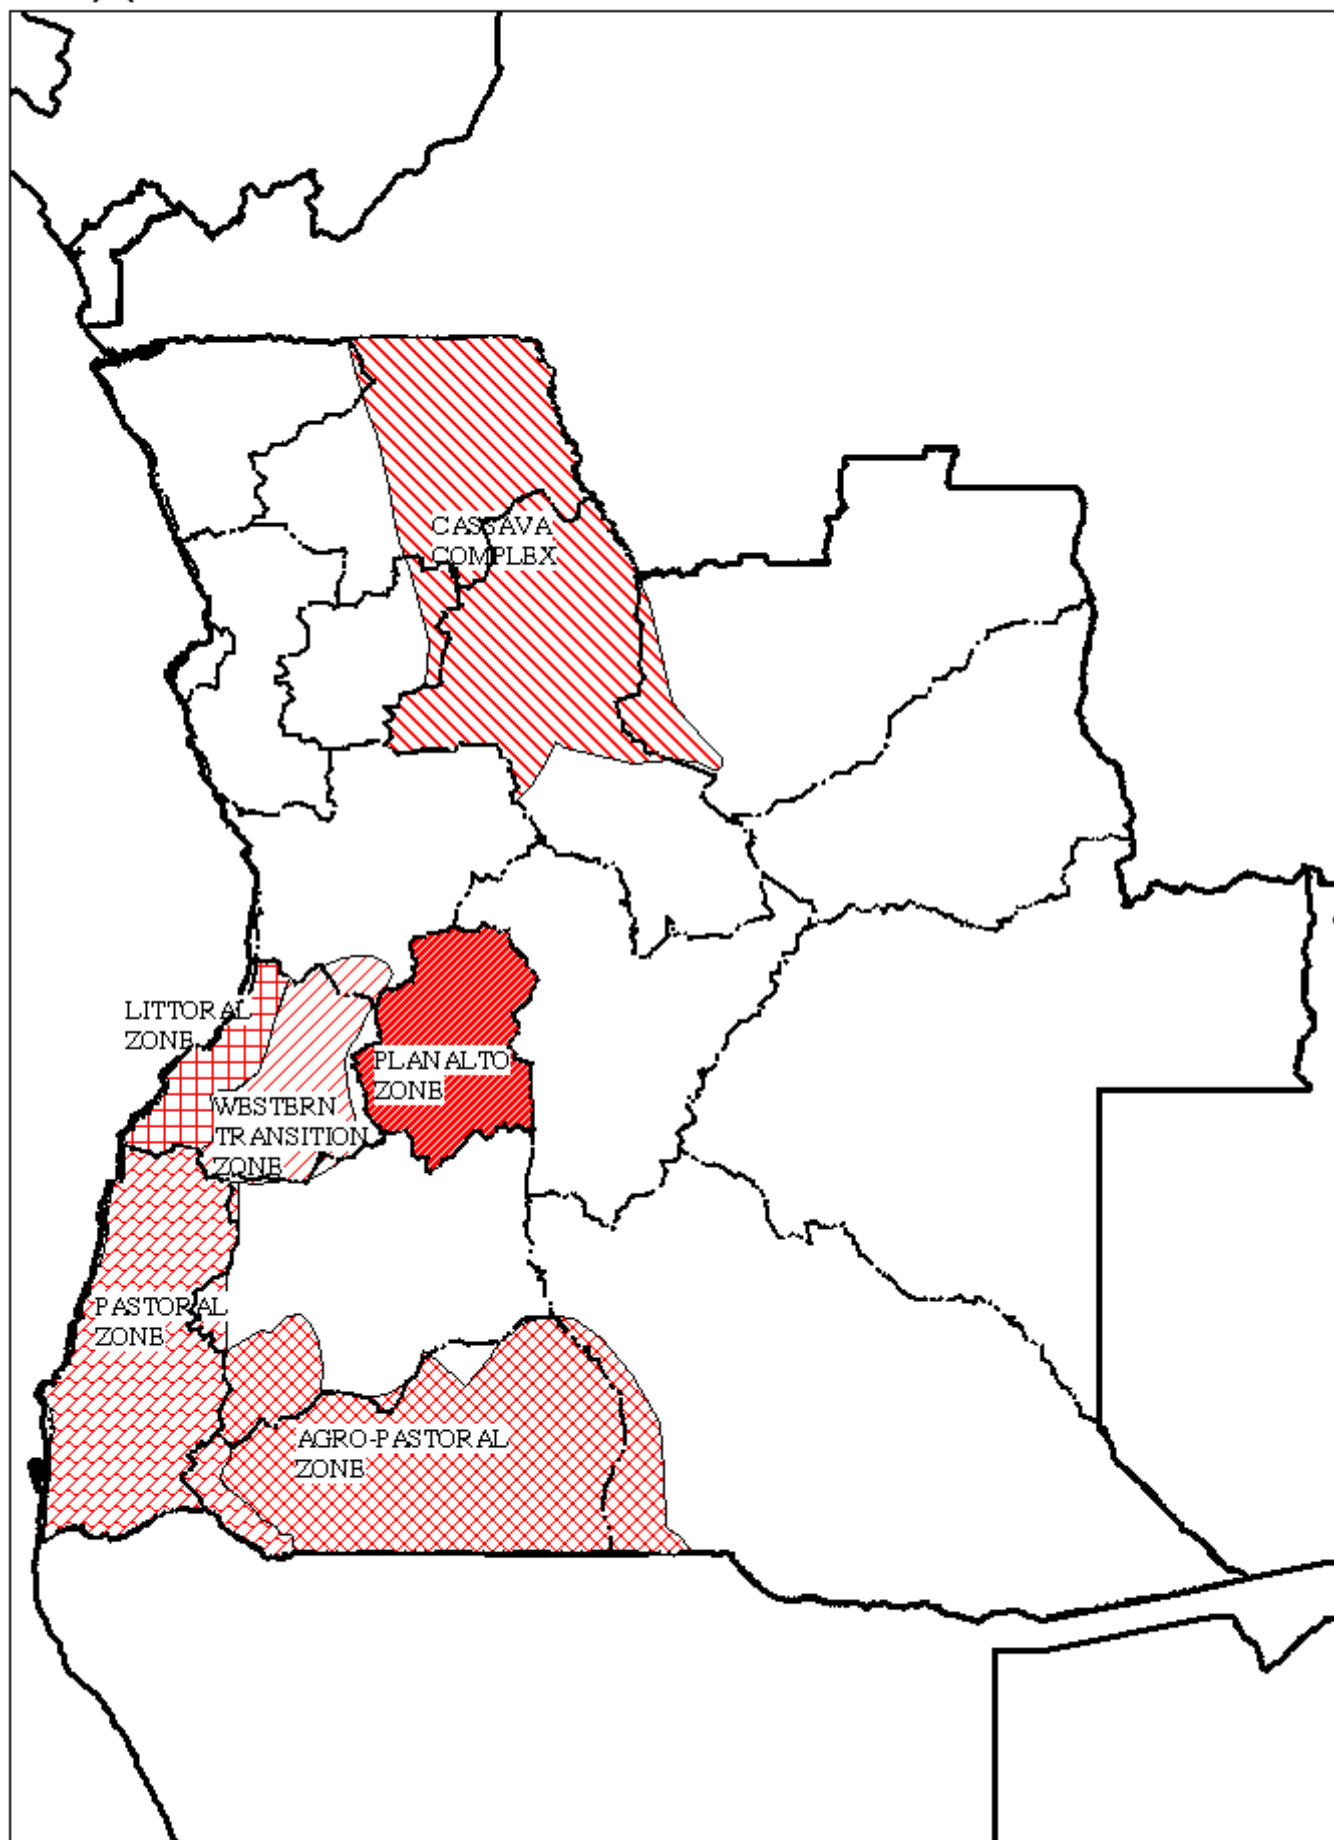 CASSAVA
COMPLEX
LITTORAL
ZONE
PLANALTO
ZONE
WESTERN
TRANSITION
ZONE
PASTORAL
ZONE
AGRO-PASTORAL
ZONE